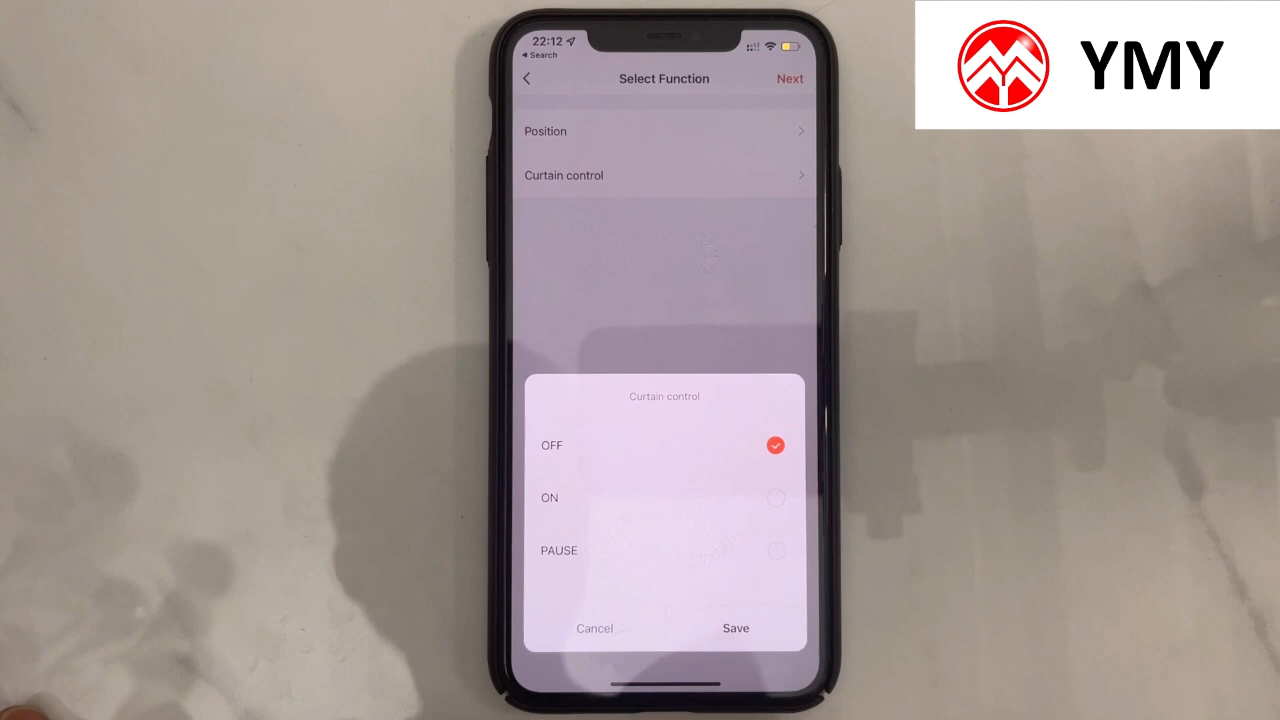 YMY
22:12
Search
Select Function
Next
Position
Curtain control
Curtain control
OFF
ON
PAUSE
Cancel
Save